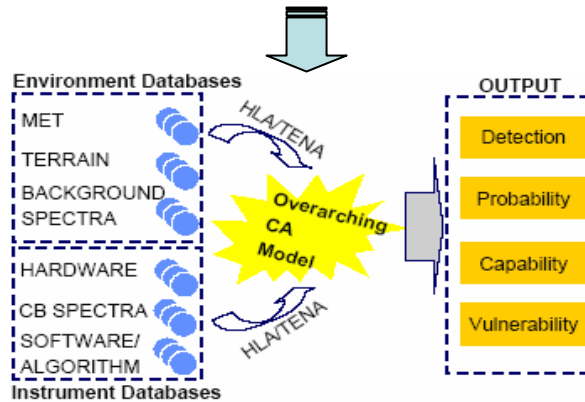 Environment Databases
MET
TERRAIN
BACKGROUND
SPECTRA
HARDWARE
CB SPECTRA
SOFTWARE/
ALGORITHM
Instrument Databases
HLA/TENA
Overarching
CA
Model
HLA/TENA
OUTPUT
Detection
Probability
Capability
Vulnerability